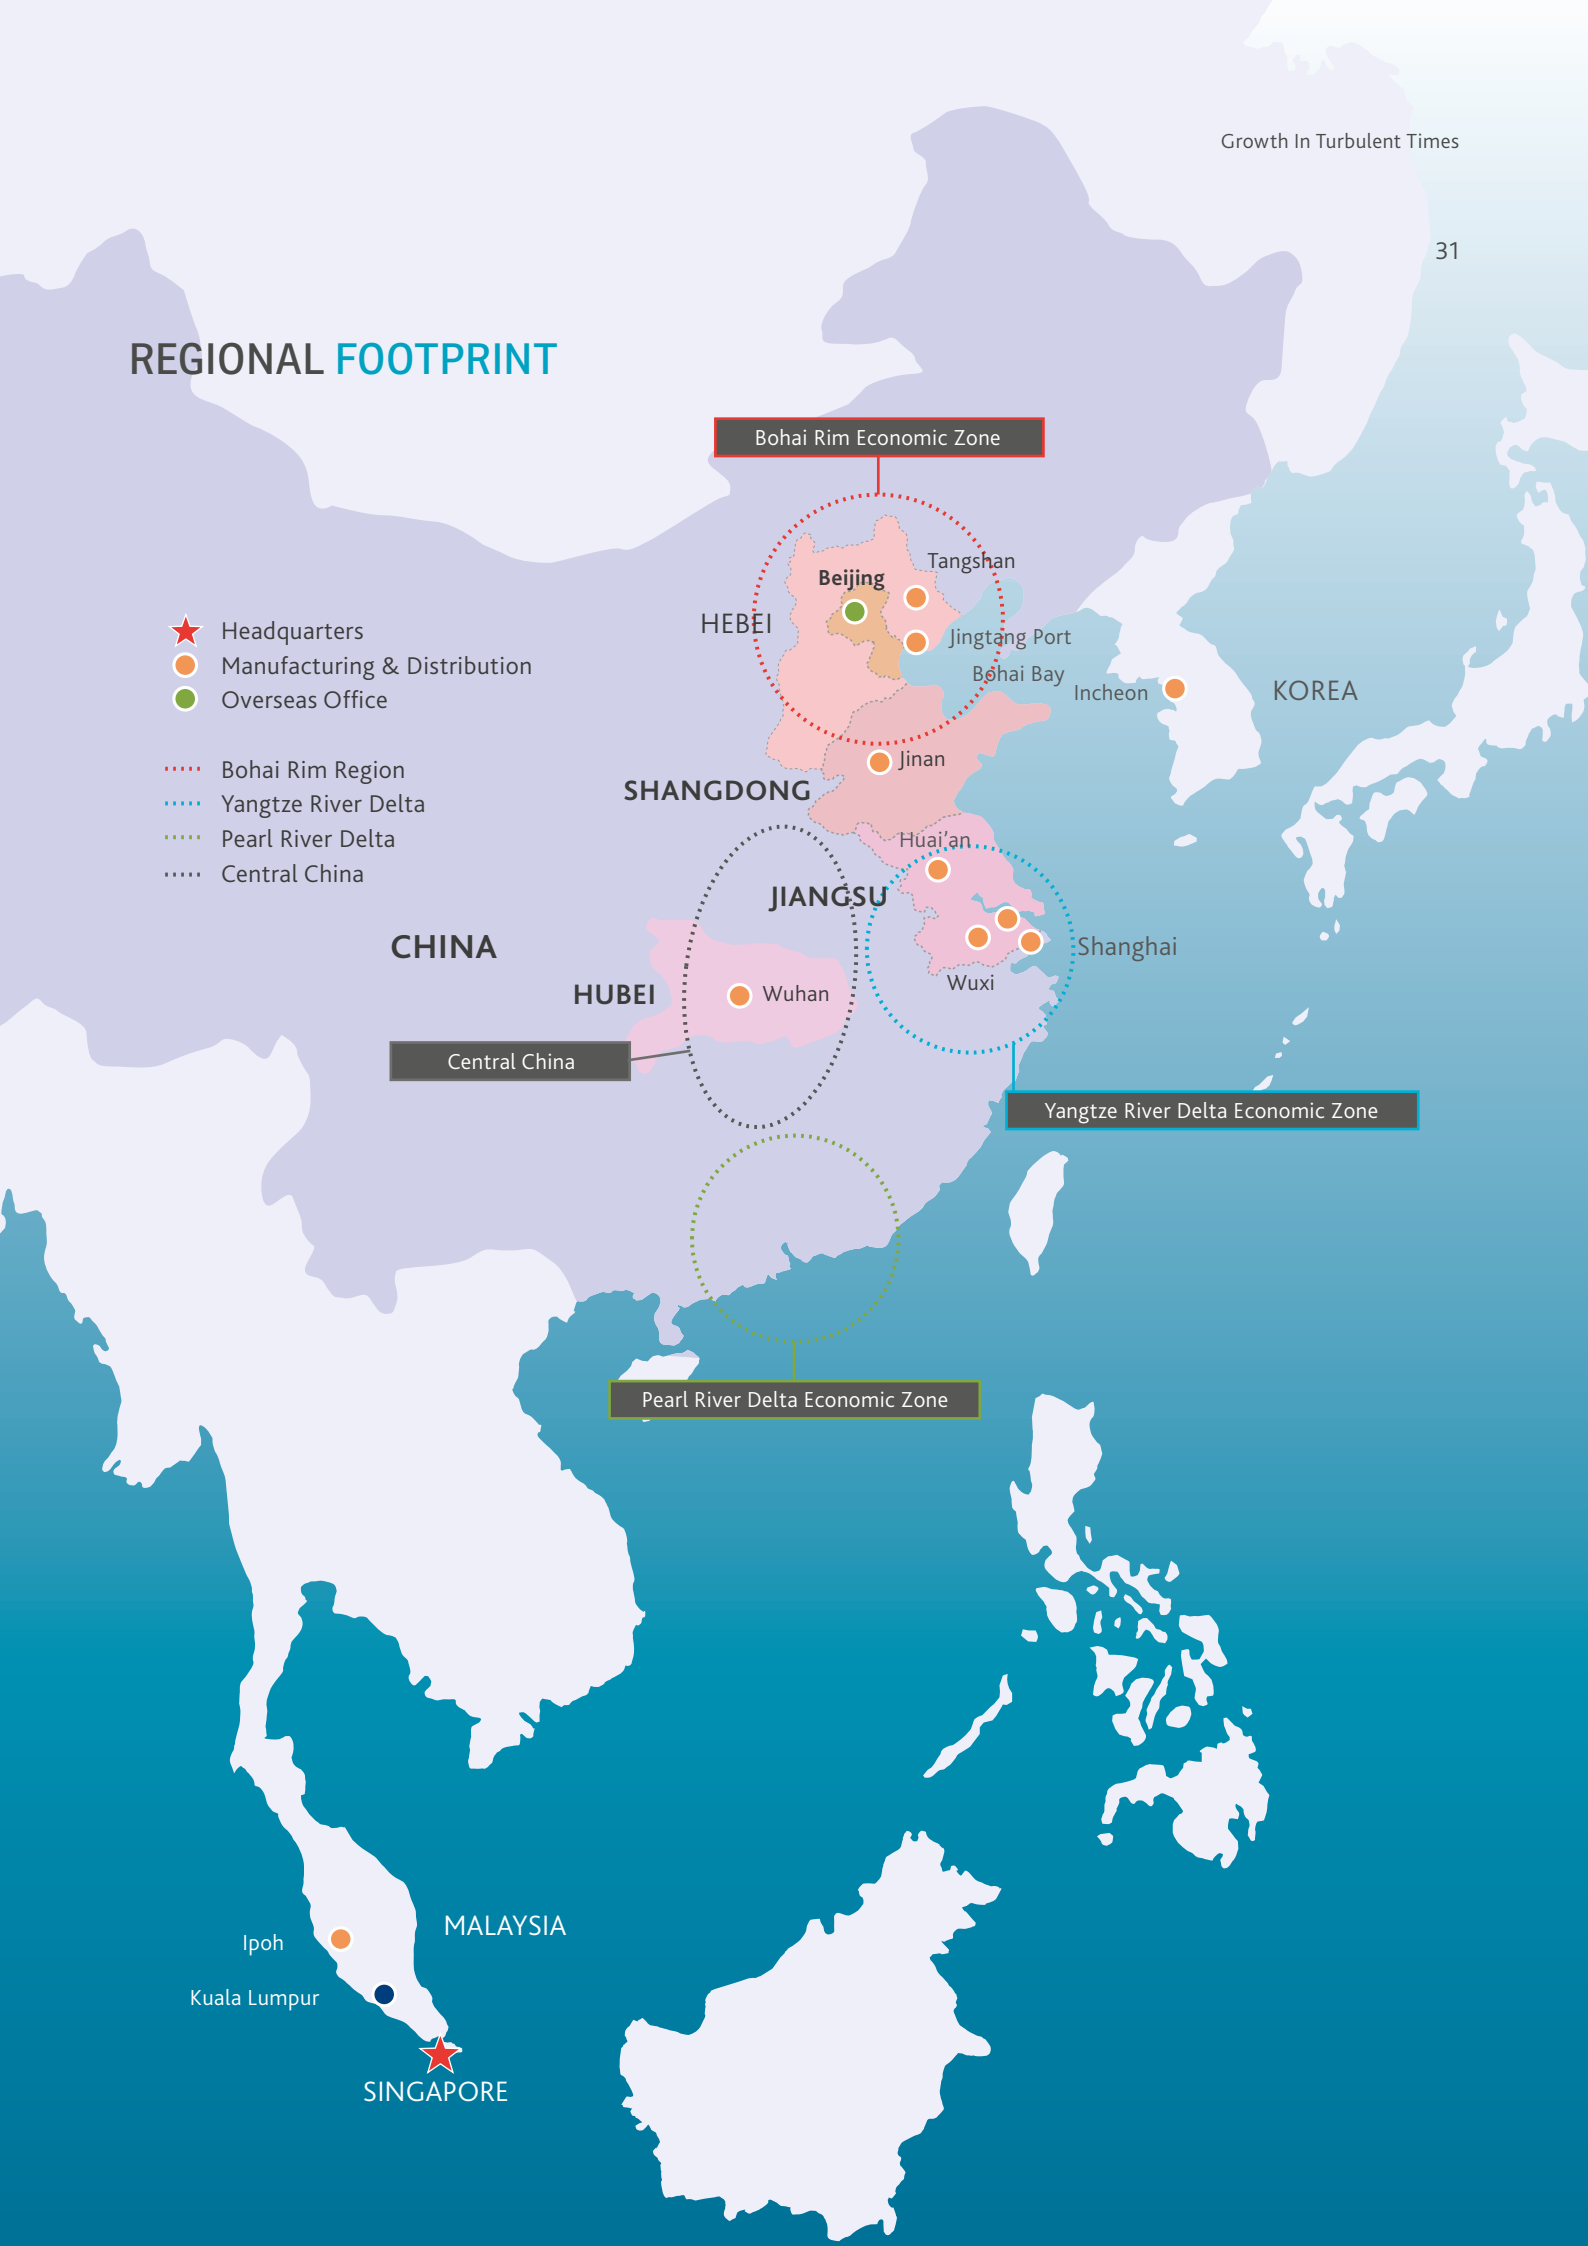 Growth In Turbulent Times
31
REGIONAL FOOTPRINT
Bohai Rim Economic Zone
Tangshan
Beijing
HEBEI
Jingtang Port
Bohai Bay
Incheon
KOREA
Headquarters
Manufacturing & Distribution
Overseas Office
Bohai Rim Region
Yangtze River Delta
Pearl River Delta
Central China
Jinan
SHANGDONG
Huai’an
JIANGSU
CHINA
Shanghai
Wuxi
HUBEI
Wuhan
Central China
Yangtze River Delta Economic Zone
Pearl River Delta Economic Zone
MALAYSIA
Ipoh
Kuala Lumpur
SINGAPORE